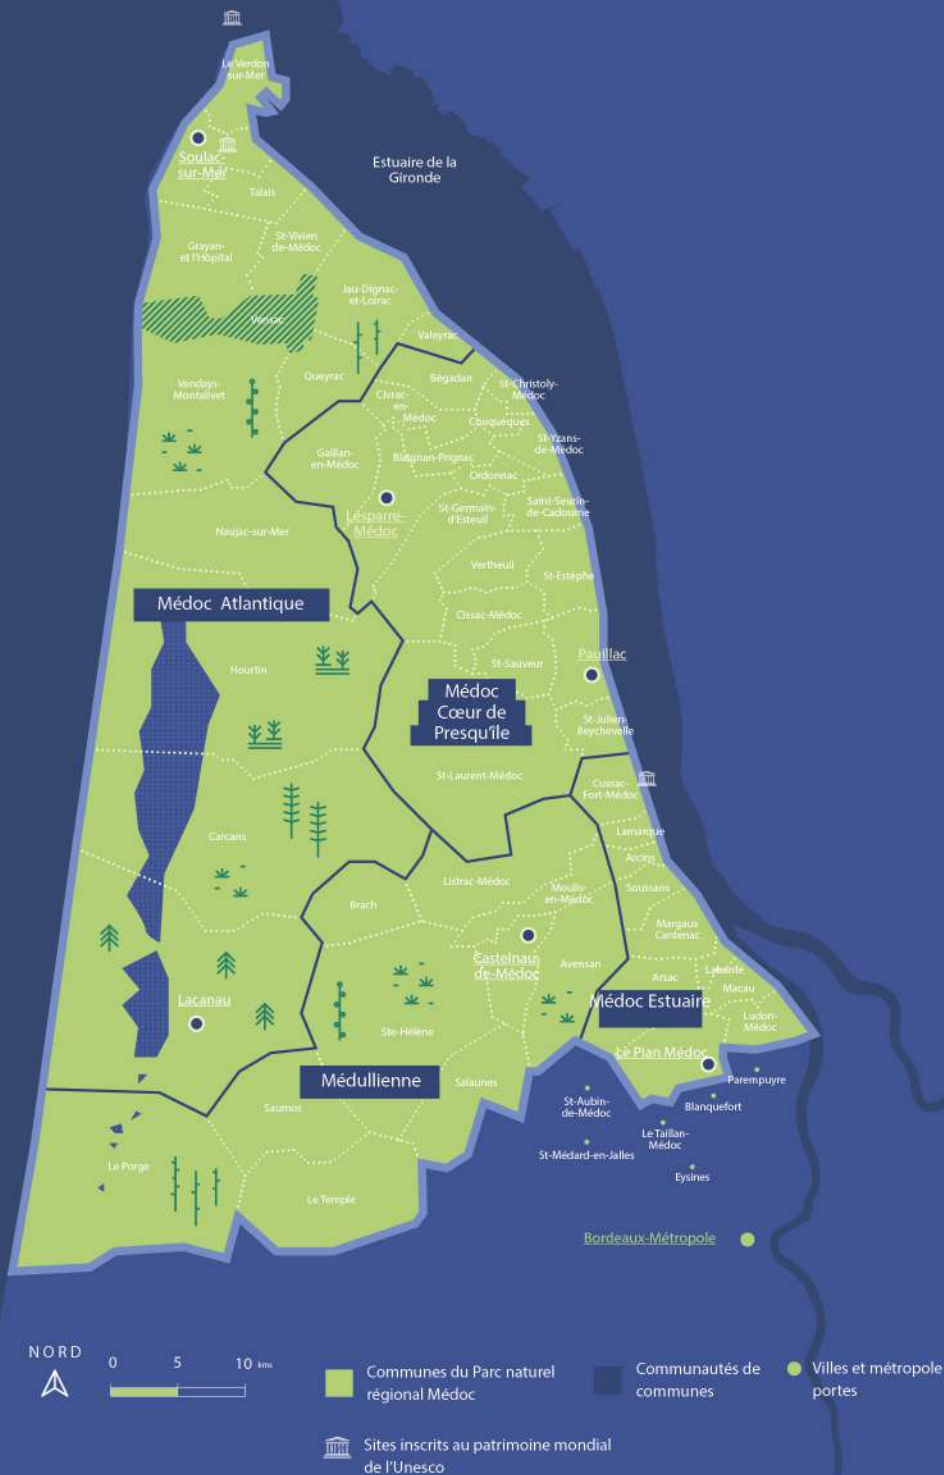 Le Verdon
sur-Mer
Soulac-
sur-Mer
Estuaire de la
Gironde
Talais
St-Vivien
de-Médoc
Grayan-
et l'Hôpital
Jau-Dignac-
et-Loirac
Vensac
Valeyrac
Queyrac
Bégadan
Vendays-
Montalivet
St-Christoly-
Médoc
Civrac-
en-
Médoc
Couquèques
St-Yzans-
de-Médoc
Gaillan-
en-Médoc
Blaignan-Prignac
Ordonnac
Lésparre-
Médoc
St-Germain-
d'Esteuil
Saint-Seurin-
de-Cadourne
Naujac-sur-Mer
Vertheuil
St-Estèphe
Médoc Atlantique
Cissac-Médoc
Hourtin
St-Sauveur
Pauillac
Médoc
Cœur de
Presqu'île
St-Julien-
Beychevelle
St-Laurent-Médoc
Cussac-
Fort-Médoc
Carcans
Lamarque
Arcins
Listrac-Médoc
Moulis-
en-Médoc
Soussans
Brach
Margaux
Cantenac
Castelnau
de-Médoc
Avensan
Arsac
Labarde
Macau
Lacanau
Médoc Estuaire
Ludon-
Médoc
Ste-Hélène
Le Pian Médoc
Médullienne
Salaunes
Parempuyre
Saumos
St-Aubin-
de-Médoc
Blanquefort
Le Taillan-
Médoc
St-Médard-en-Jalles
Le Porge
Eysines
Le Temple
Bordeaux-Métropole
NORD
0 5 10 kms
Communes du Parc naturel
régional Médoc
Communautés de
communes
Villes et métropole
portes
Sites inscrits au patrimoine mondial
de l'Unesco